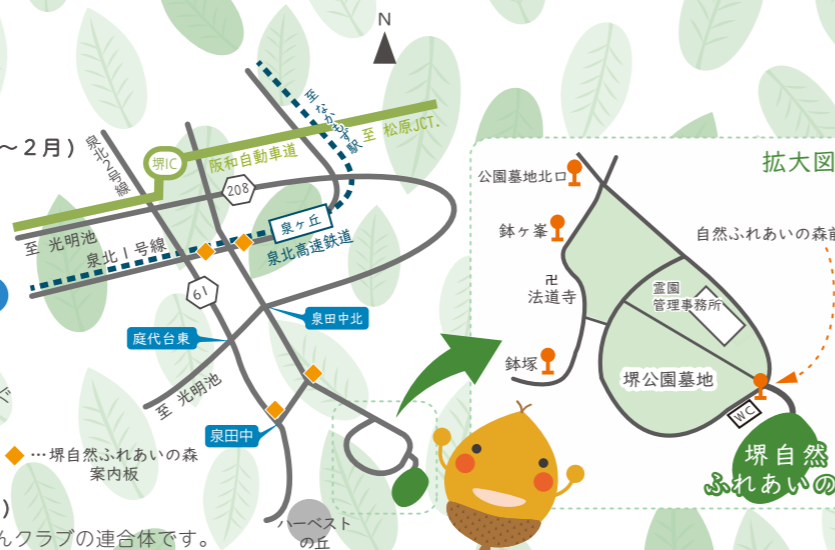 N
～2月)
泉北2号線
堺IC
阪和自動車道
至 松原JCT.
至 なかもず駅
208
至 光明池
泉北1号線
泉ヶ丘
泉北高速鉄道
61
庭代台東
泉田中北
至 光明池
泉田中
ド
…堺自然ふれあいの森
案内板
ハーベスト
の丘
)
んクラブの連合体です。
拡大図
公園墓地北口
鉢ヶ峯
卍
法道寺
鉢塚
自然ふれあいの森前
霊園
管理事務所
堺公園墓地
WC
堺自然
ふれあいの